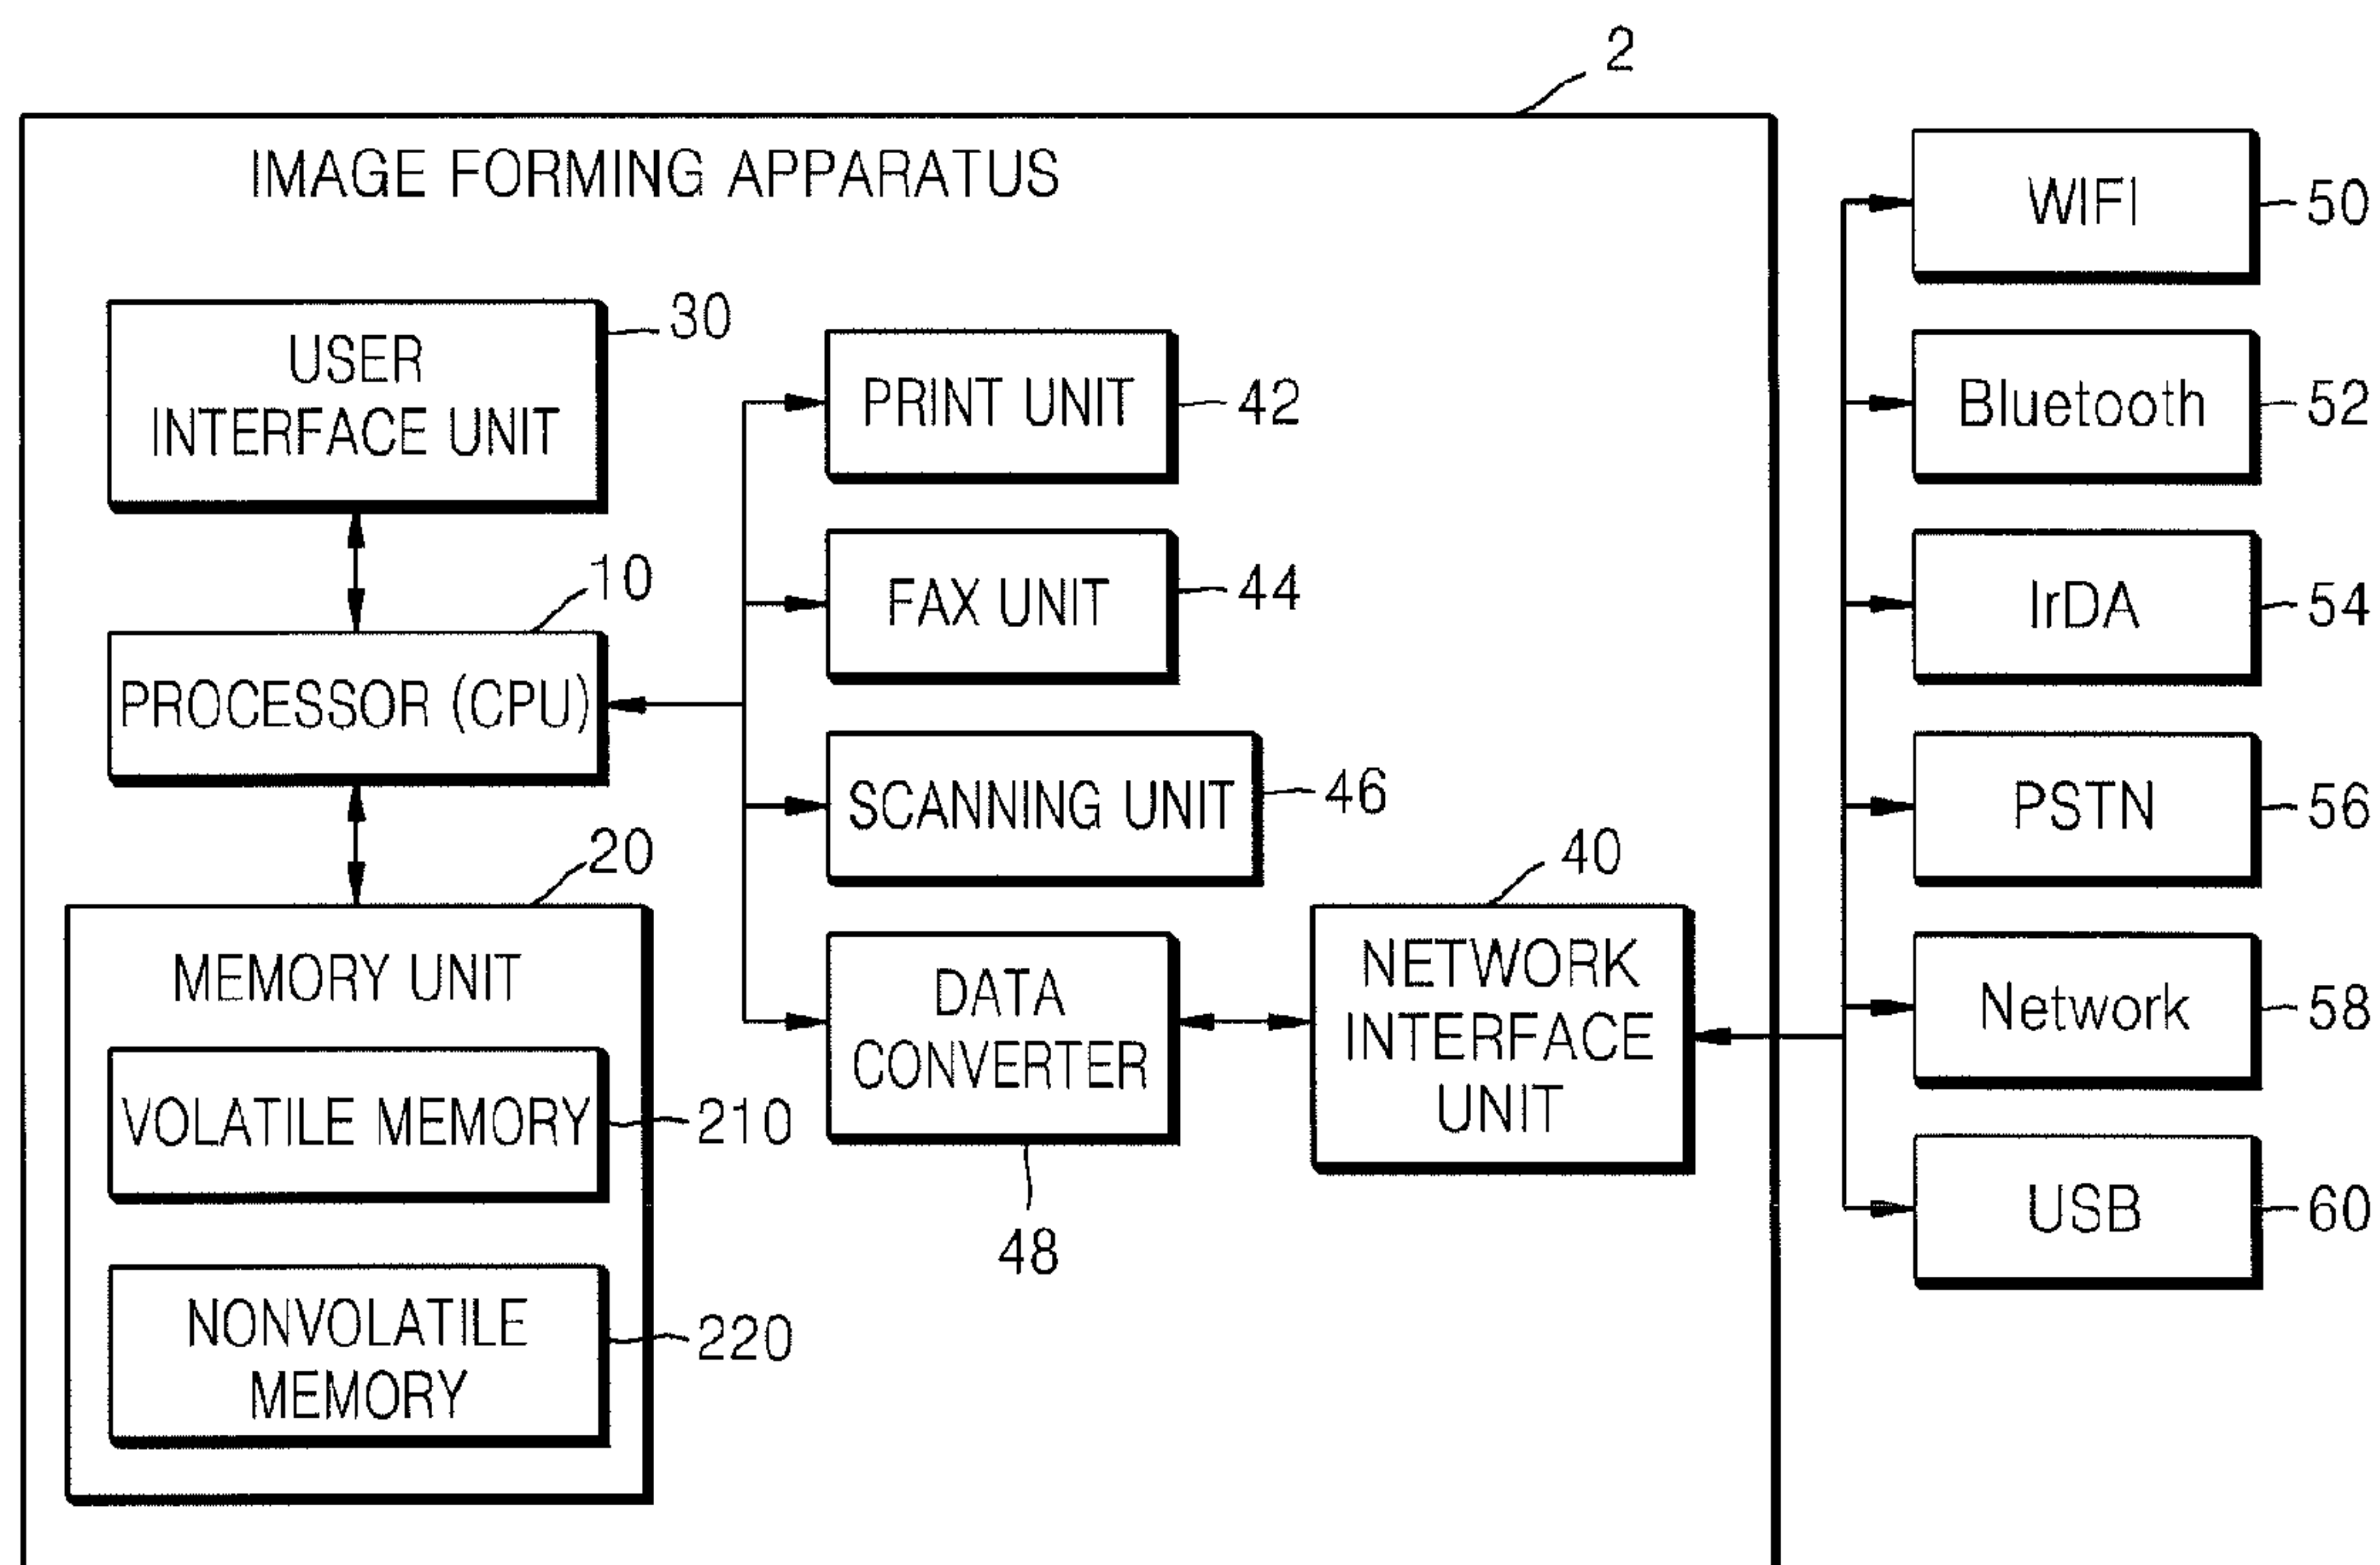 2
IMAGE FORMING APPARATUS
USER
INTERFACE UNIT
30
10
PROCESSOR (CPU)
20
MEMORY UNIT
VOLATILE MEMORY
210
NONVOLATILE
MEMORY
220
PRINT UNIT
42
FAX UNIT
44
SCANNING UNIT
46
DATA
CONVERTER
48
40
NETWORK
INTERFACE
UNIT
WIFI
50
Bluetooth
52
IrDA
54
PSTN
56
Network
58
USB
60